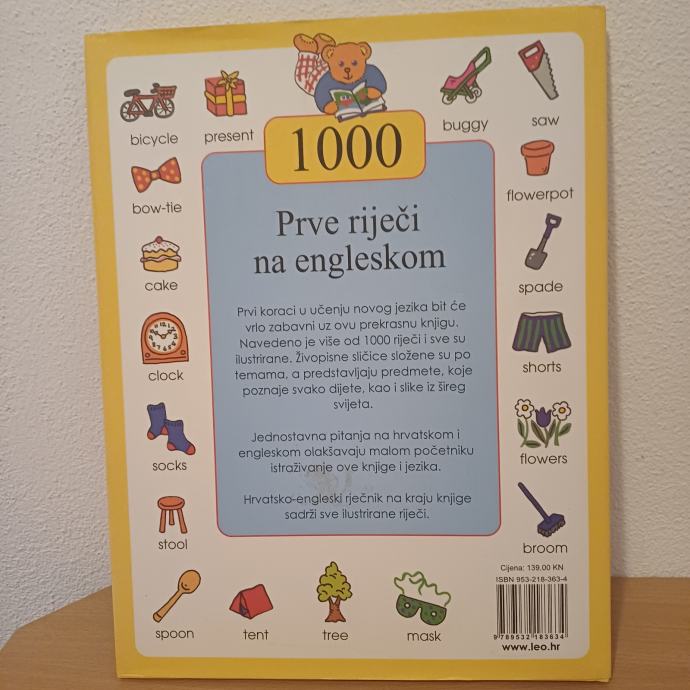 bicycle
present
buggy
saw
1000
bow-tie
flowerpot
Prve riječi
na engleskom
cake
spade
Prvi koraci u učenju novog jezika bit će
vrlo zabavni uz ovu prekrasnu knjigu.
Navedeno je više od 1000 riječi i sve su
ilustrirane. Živopisne sličice složene su po
temama, a predstavljaju predmete, koje
poznaje svako dijete, kao i slike iz šireg
svijeta.
clock
shorts
Jednostavna pitanja na hrvatskom i
engleskom olakšavaju malom početniku
istraživanje ove knjige i jezika.
socks
flowers
Hrvatsko-engleski rječnik na kraju knjige
sadrži sve ilustrirane riječi.
stool
broom
Cijena: 139,00 KN
ISBN 953-218-363-4
9 789532 183634
www.leo.hr
spoon
tent
tree
mask